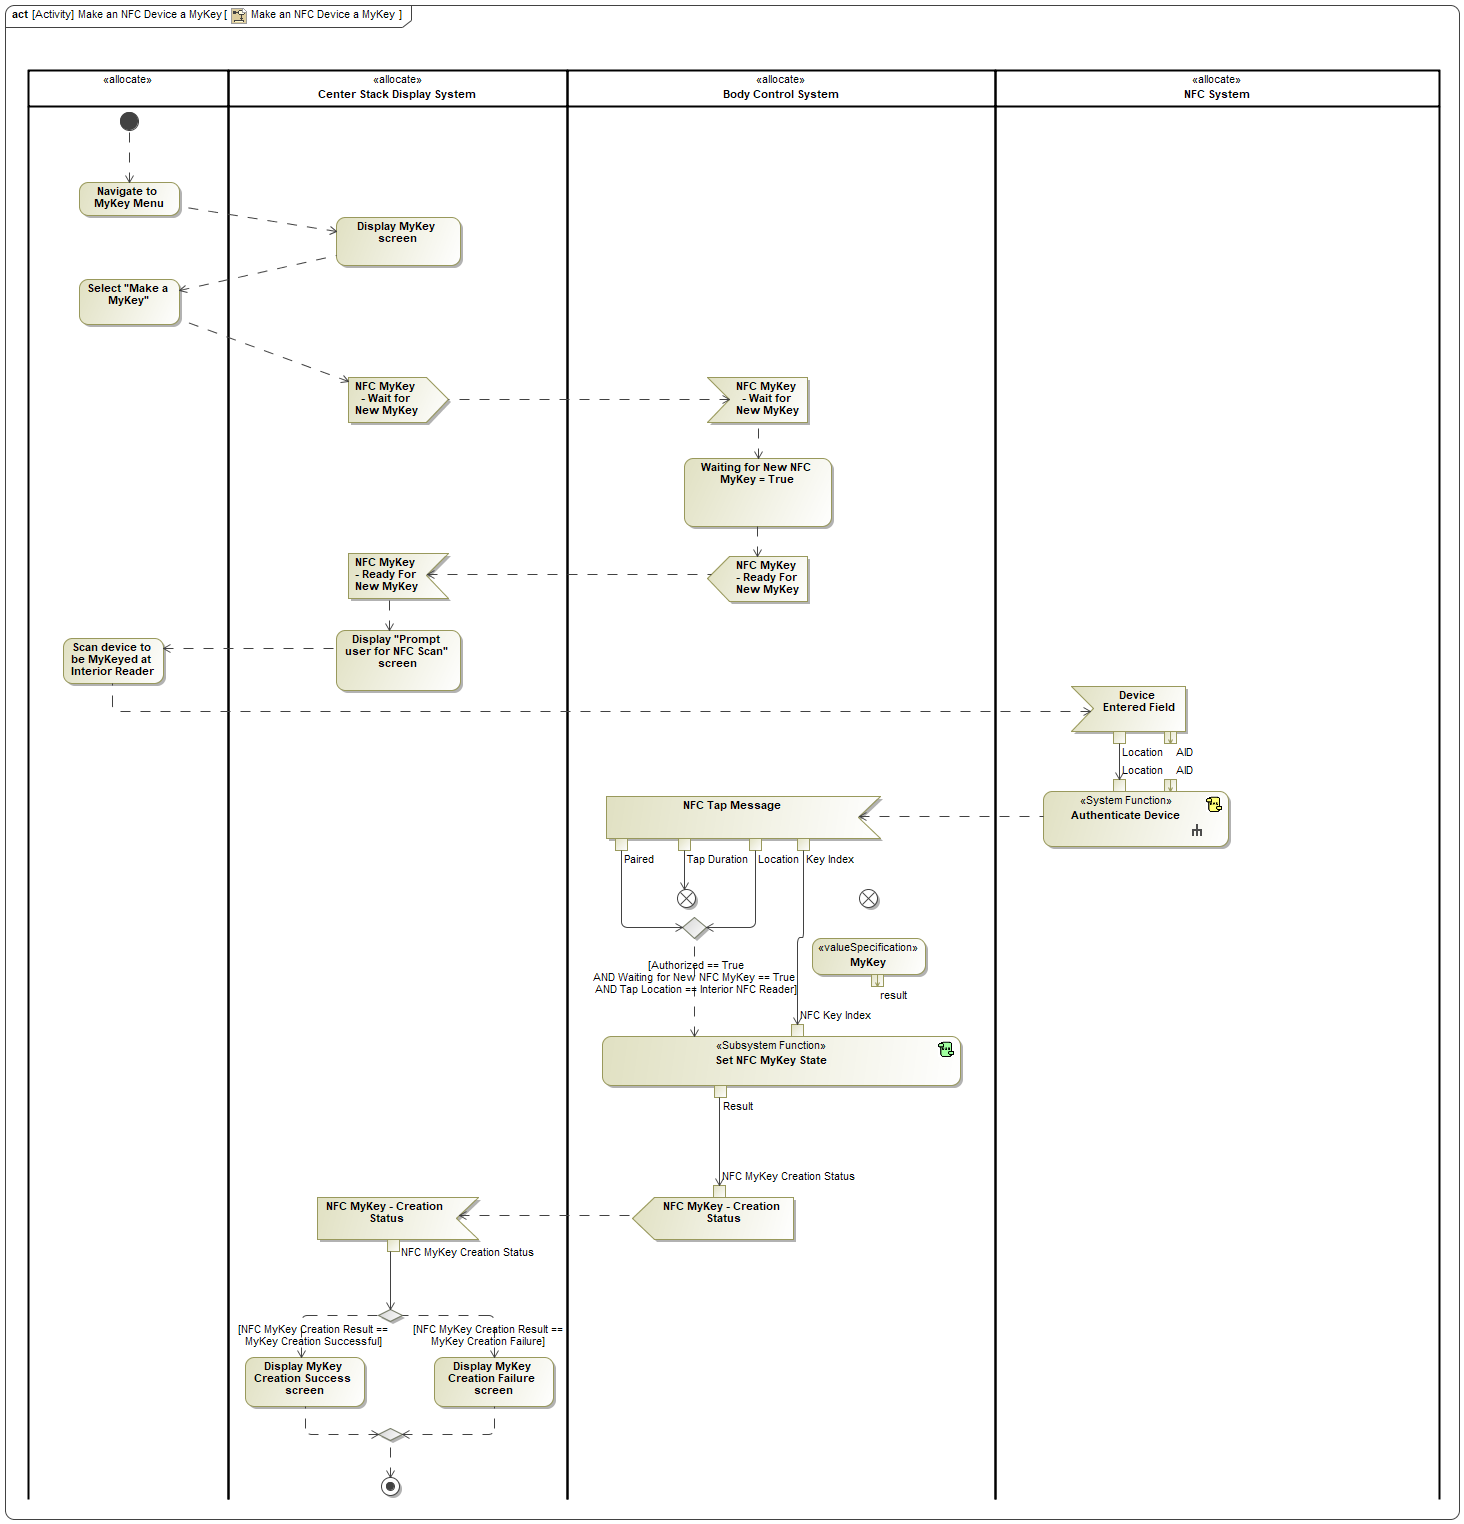 act [Activity] Make an NFC Device a MyKey [ Make an NFC Device a MyKey ]
«allocate»
«allocate»
Center Stack Display System
«allocate»
Body Control System
«allocate»
NFC System
Navigate to
MyKey Menu
Display MyKey
screen
Select "Make a
MyKey"
NFC MyKey
- Wait for
New MyKey
NFC MyKey
- Wait for
New MyKey
Waiting for New NFC
MyKey = True
NFC MyKey
- Ready For
New MyKey
NFC MyKey
- Ready For
New MyKey
Scan device to
be MyKeyed at
Interior Reader
Display "Prompt
user for NFC Scan"
screen
Device
Entered Field
Location
AID
Location
AID
«System Function»
Authenticate Device
NFC Tap Message
Paired
Tap Duration
Location
Key Index
«valueSpecification»
MyKey
result
[Authorized == True
AND Waiting for New NFC MyKey == True
AND Tap Location == Interior NFC Reader]
NFC Key Index
«Subsystem Function»
Set NFC MyKey State
Result
NFC MyKey Creation Status
NFC MyKey - Creation
Status
NFC MyKey - Creation
Status
NFC MyKey Creation Status
[NFC MyKey Creation Result ==
MyKey Creation Successful]
[NFC MyKey Creation Result ==
MyKey Creation Failure]
Display MyKey
Creation Success
screen
Display MyKey
Creation Failure
screen